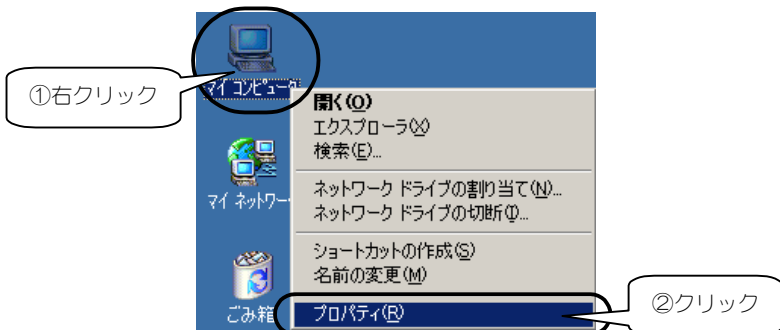 ①右クリック
マイ コンピュータ
開く(O)
エクスプローラ(X)
検索(E)...
ネットワーク ドライブの割り当て(N)...
ネットワーク ドライブの切断(I)...
マイ ネットワー
ショートカットの作成(S)
名前の変更(M)
ごみ箱
プロパティ(R)
②クリック